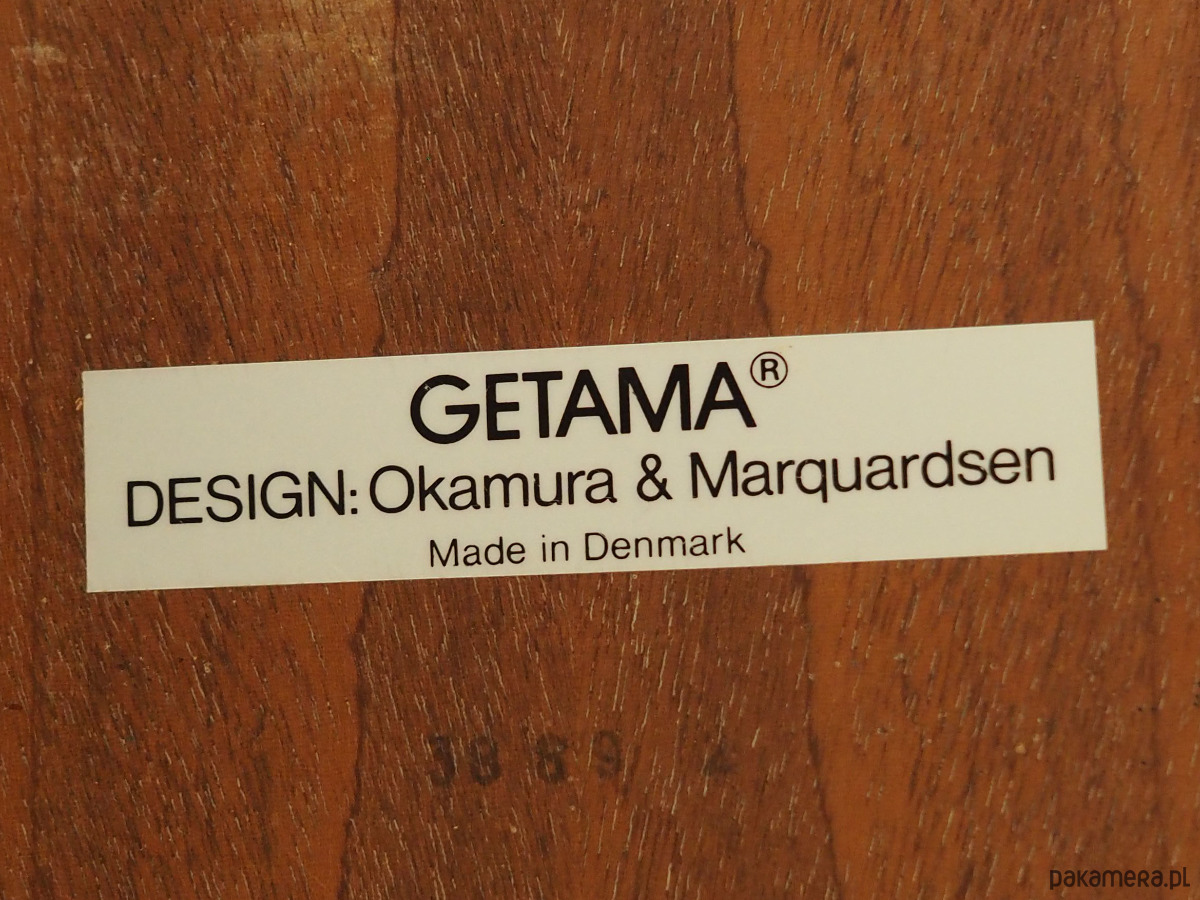 GETAMA®
DESIGN: Okamura & Marquardsen
Made in Denmark
pakamera.pl